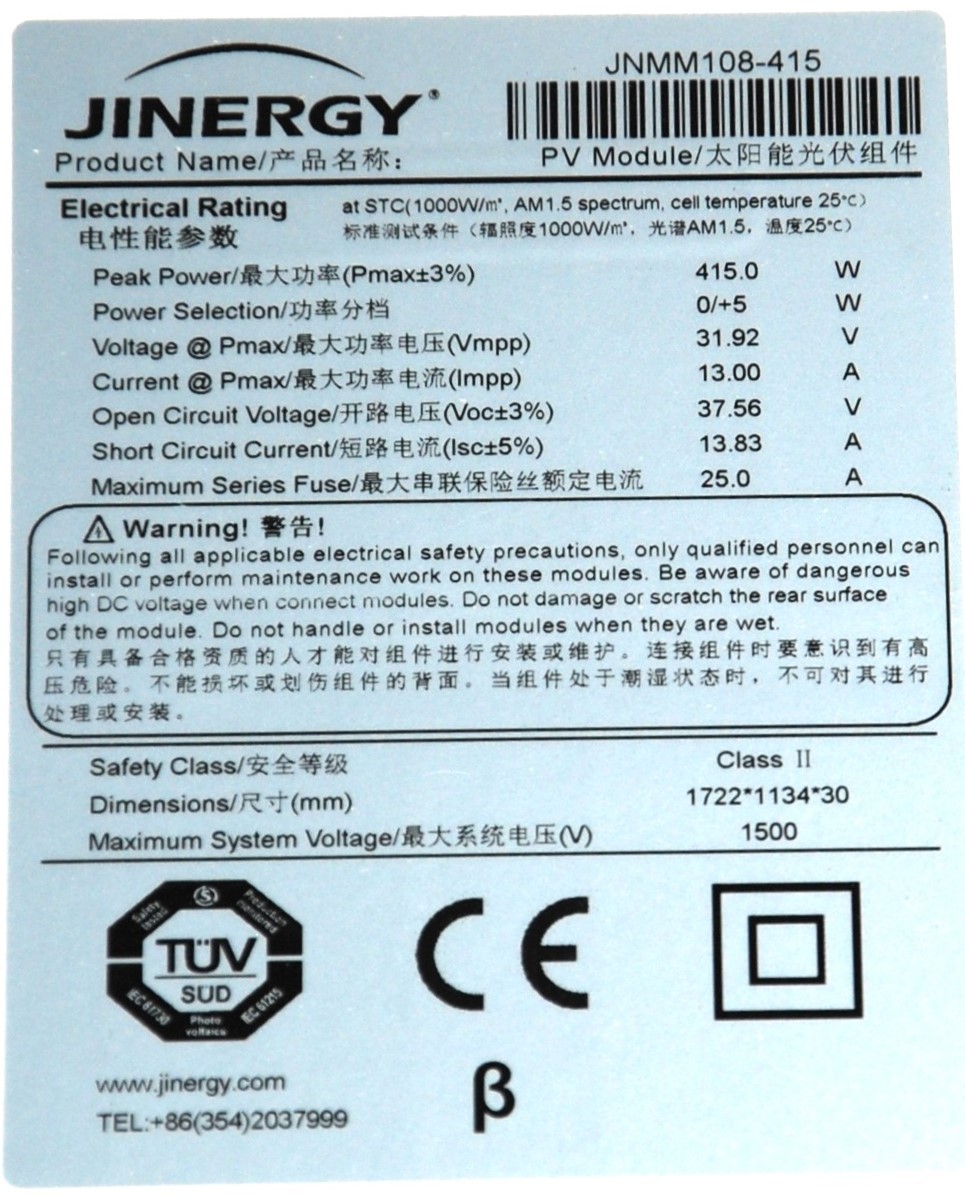 JNMM108-415
JINERGY®
Product Name/产品名称: PV Module/太阳能光伏组件
Electrical Rating at STC(1000W/m², AM1.5 spectrum, cell temperature 25℃)
电性能参数 标准测试条件（辐照度1000W/m²，光谱AM1.5，温度25℃）
Peak Power/最大功率(Pmax±3%) 415.0 W
Power Selection/功率分档 0/+5 W
Voltage @ Pmax/最大功率电压(Vmpp) 31.92 V
Current @ Pmax/最大功率电流(Impp) 13.00 A
Open Circuit Voltage/开路电压(Voc±3%) 37.56 V
Short Circuit Current/短路电流(Isc±5%) 13.83 A
Maximum Series Fuse/最大串联保险丝额定电流 25.0 A
Warning! 警告!
Following all applicable electrical safety precautions, only qualified personnel can
install or perform maintenance work on these modules. Be aware of dangerous
high DC voltage when connect modules. Do not damage or scratch the rear surface
of the module. Do not handle or install modules when they are wet.
只有具备合格资质的人才能对组件进行安装或维护。连接组件时要意识到有高
压危险。不能损坏或划伤组件的背面。当组件处于潮湿状态时，不可对其进行
处理或安装。
Safety Class/安全等级 Class II
Dimensions/尺寸(mm) 1722*1134*30
Maximum System Voltage/最大系统电压(V) 1500
Safety tested
Production monitored
TÜV
SÜD
IEC 61730
Photo voltaics
IEC 61215
CE
www.jinergy.com
β
TEL:+86(354)2037999